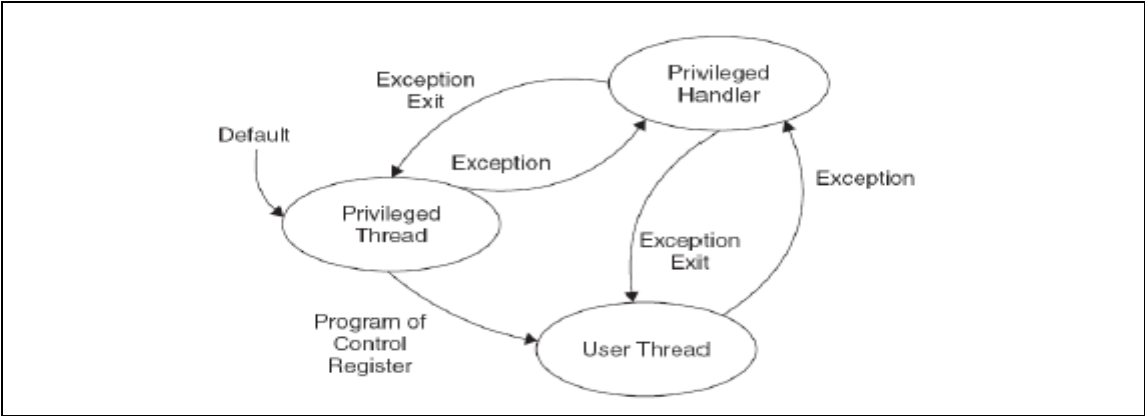 Privileged
Handler
Exception
Exit
Default
Exception
Exception
Privileged
Thread
Exception
Exit
Program of
Control
Register
User Thread